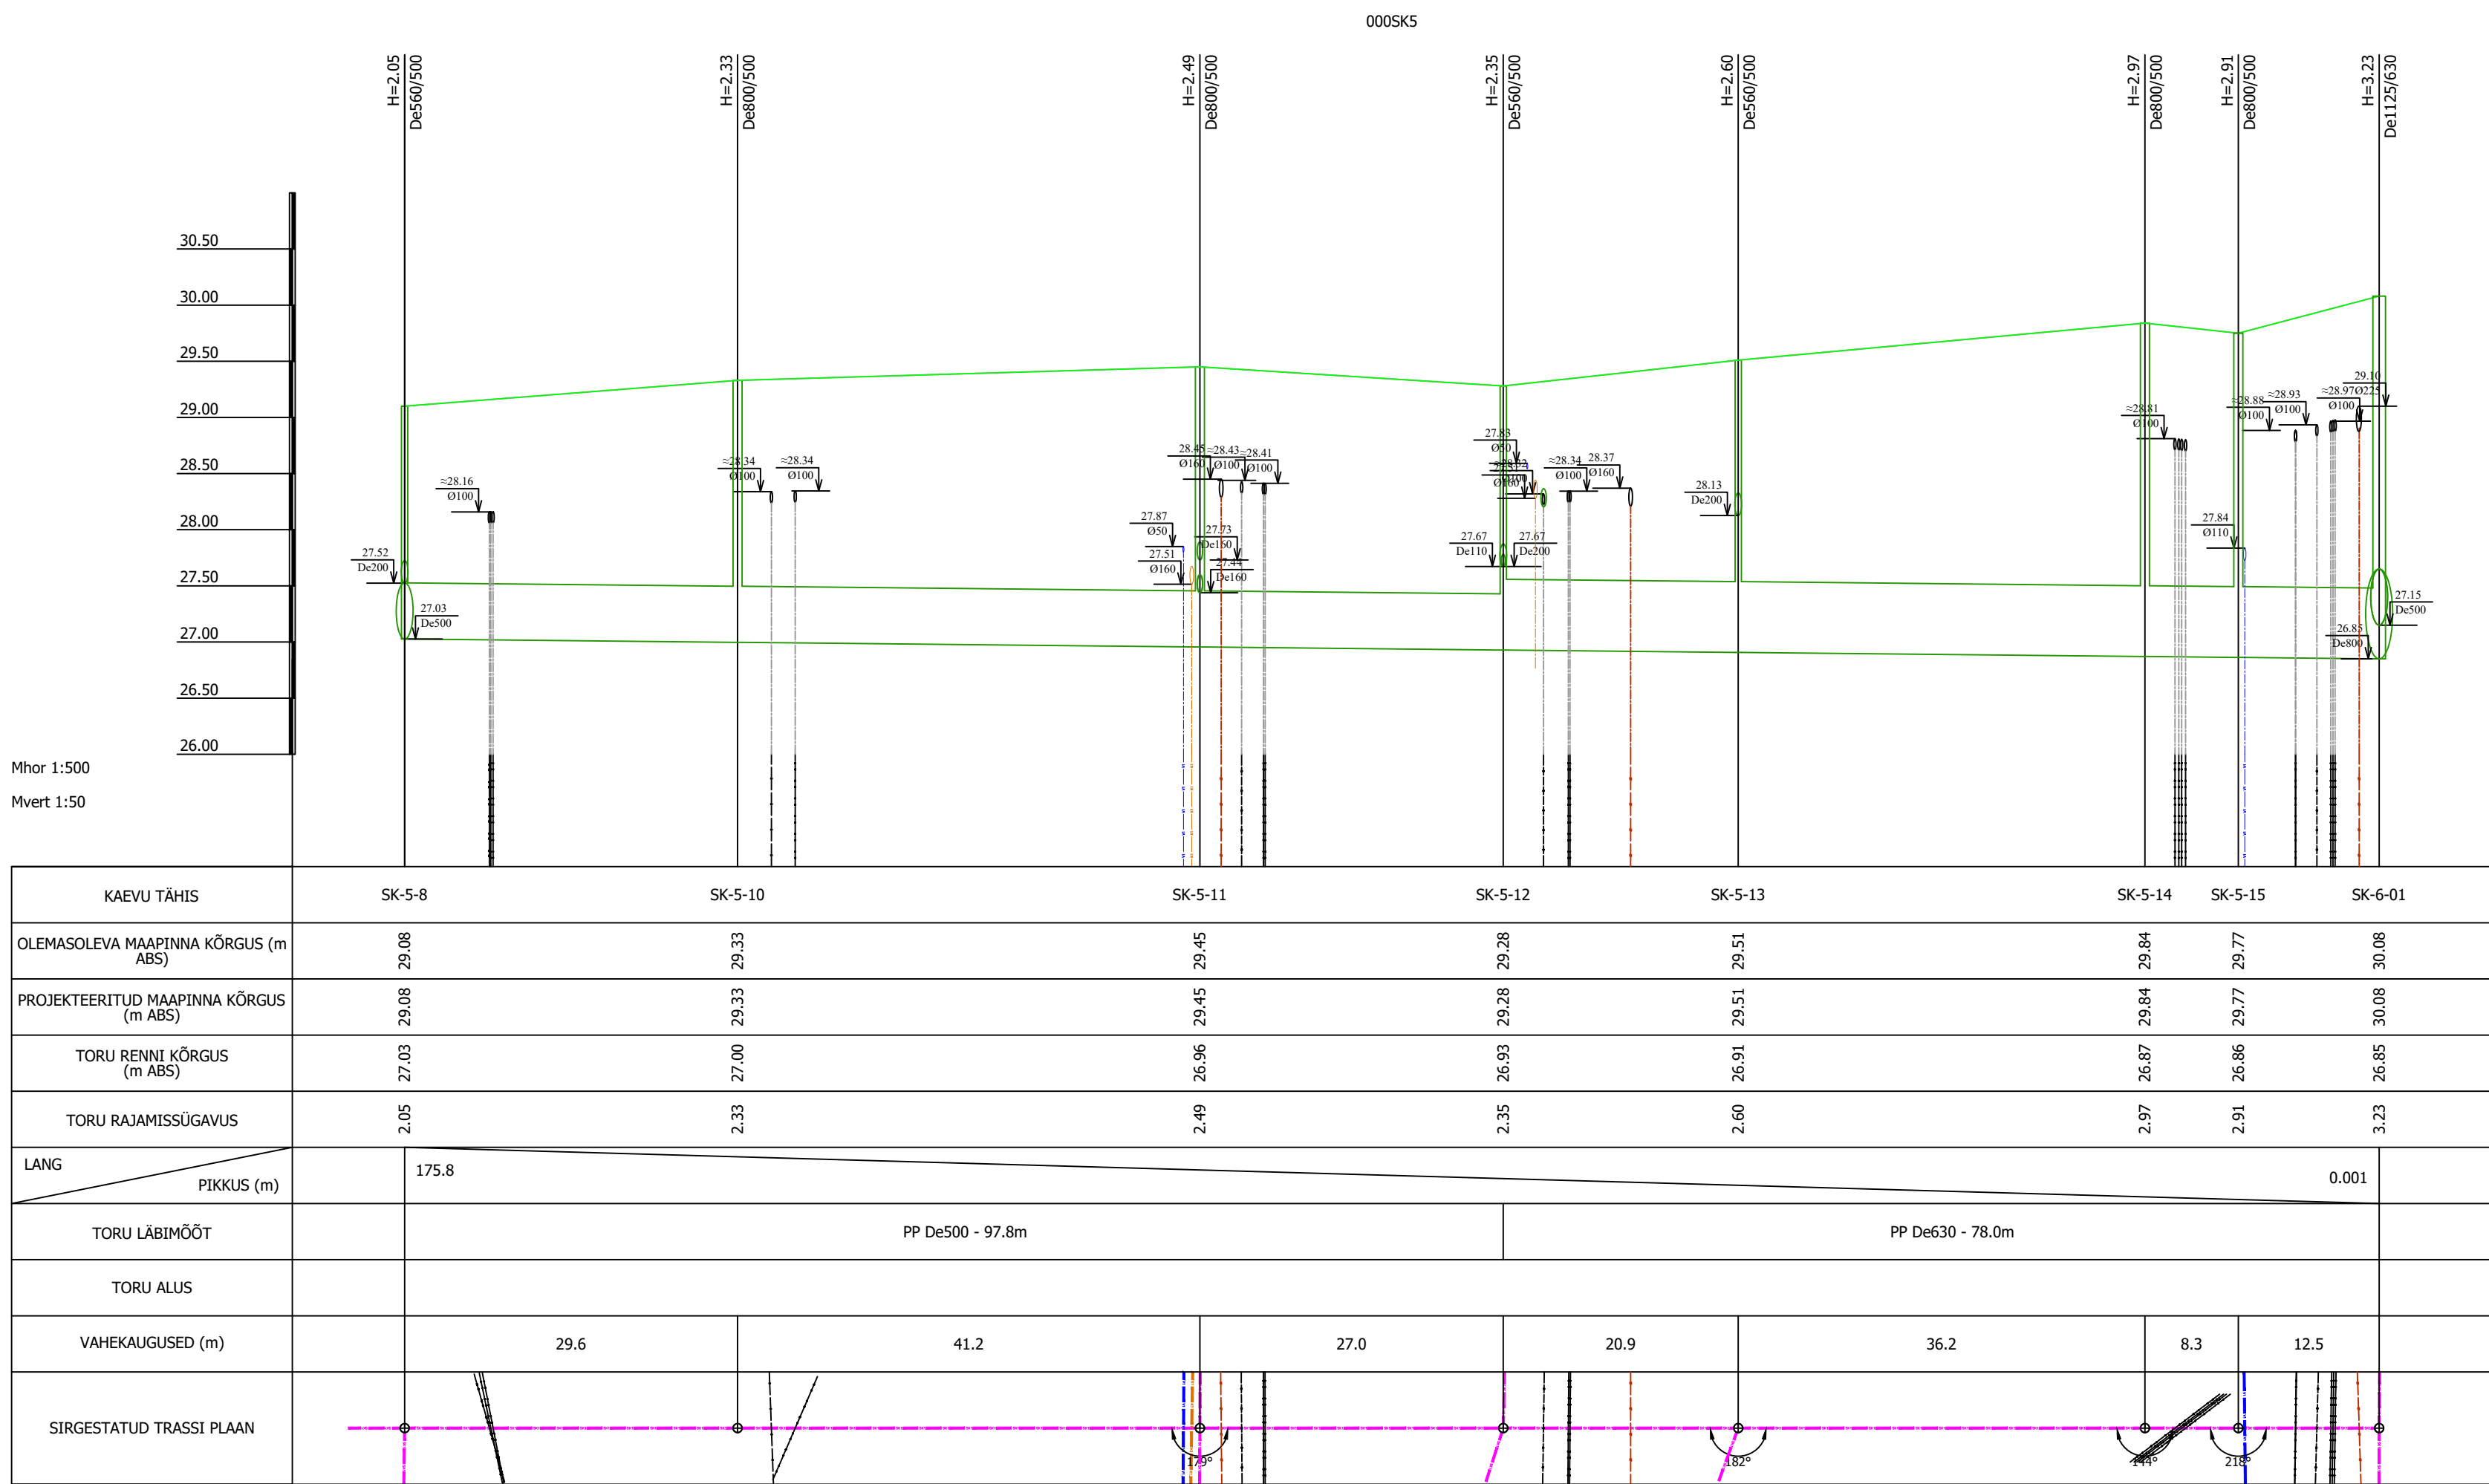 000SK5
H=2.05
De560/500
H=2.33
De800/500
H=2.49
De800/500
H=2.35
De560/500
H=2.60
De560/500
H=2.97
De800/500
H=2.91
De800/500
H=3.23
De1125/630
30.50
30.00
29.50
29.00
28.50
28.00
27.50
27.00
26.50
26.00
27.52
De200
27.03
De500
≈28.16
Ø100
≈28.34
Ø100
≈28.34
Ø100
27.87
Ø50
27.51
Ø160
28.45
Ø160
≈28.43
Ø100
≈28.41
Ø100
27.73
De160
27.44
De160
27.83
Ø50
Ø160
27.67
De110
27.67
De200
≈28.34
Ø100
28.37
Ø160
28.13
De200
≈28.81
Ø100
27.84
Ø110
≈28.88
Ø100
≈28.93
Ø100
≈28.97
Ø100
29.10
Ø225
27.15
De500
26.85
De800
Mhor 1:500
Mvert 1:50
KAEVU TÄHIS
SK-5-8
SK-5-10
SK-5-11
SK-5-12
SK-5-13
SK-5-14
SK-5-15
SK-6-01
OLEMASOLEVA MAAPINNA KÕRGUS (m
ABS)
29.08
29.33
29.45
29.28
29.51
29.84
29.77
30.08
PROJEKTEERITUD MAAPINNA KÕRGUS
(m ABS)
29.08
29.33
29.45
29.28
29.51
29.84
29.77
30.08
TORU RENNI KÕRGUS
(m ABS)
27.03
27.00
26.96
26.93
26.91
26.87
26.86
26.85
TORU RAJAMISSÜGAVUS
2.05
2.33
2.49
2.35
2.60
2.97
2.91
3.23
LANG
PIKKUS (m)
175.8
0.001
TORU LÄBIMÕÕT
PP De500 - 97.8m
PP De630 - 78.0m
TORU ALUS
VAHEKAUGUSED (m)
29.6
41.2
27.0
20.9
36.2
8.3
12.5
SIRGESTATUD TRASSI PLAAN
179°
182°
144°
218°